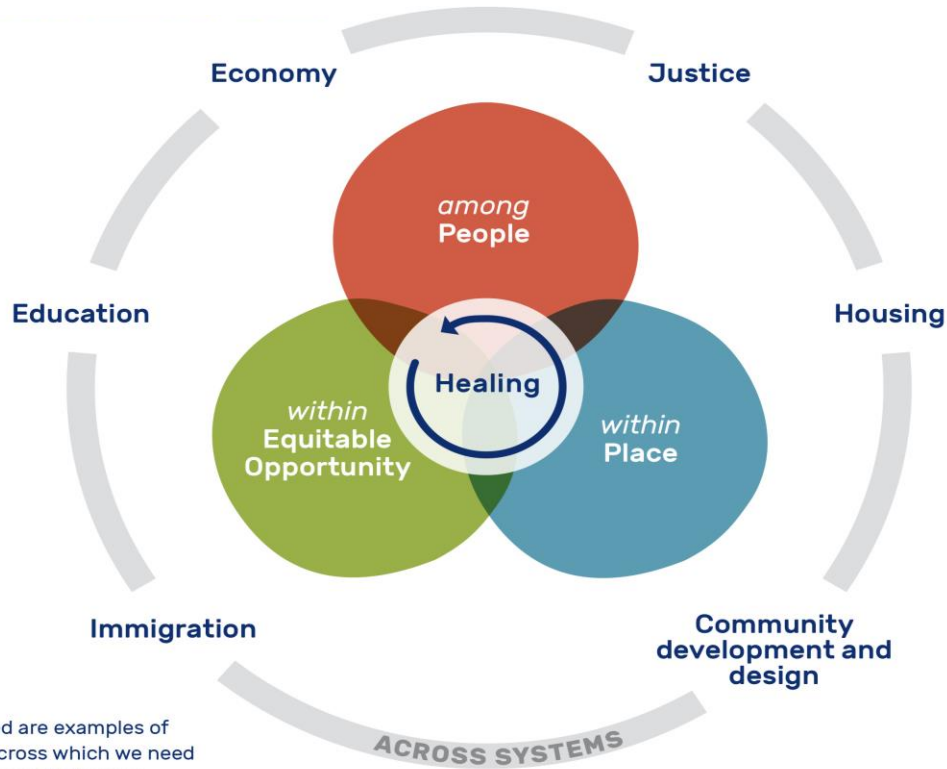 Economy
Justice
among
People
Education
Housing
Healing
within
Equitable
Opportunity
within
Place
Immigration
Community
development and
design
ed are examples of
cross which we need
ACROSS SYSTEMS